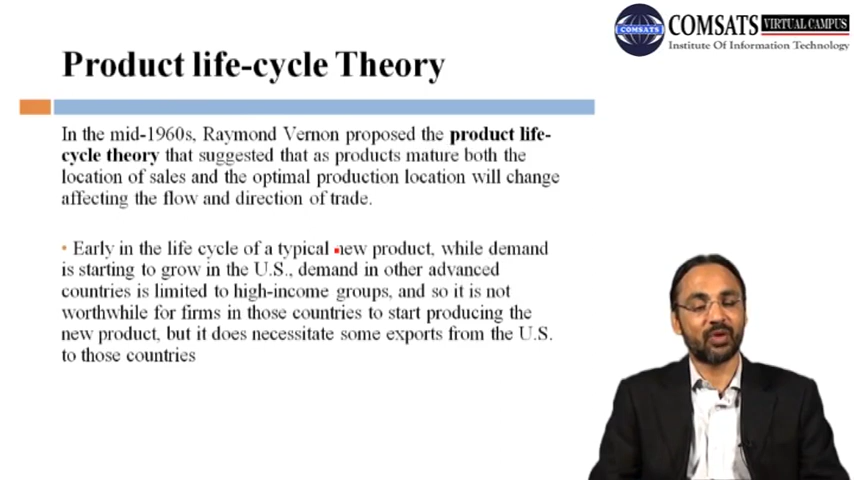 COMSATS VIRTUAL CAMPUS
COMSATS
Institute Of Information Technology
Product life-cycle Theory
In the mid-1960s, Raymond Vernon proposed the product life-
cycle theory that suggested that as products mature both the
location of sales and the optimal production location will change
affecting the flow and direction of trade.
• Early in the life cycle of a typical new product, while demand
is starting to grow in the U.S., demand in other advanced
countries is limited to high-income groups, and so it is not
worthwhile for firms in those countries to start producing the
new product, but it does necessitate some exports from the U.S.
to those countries